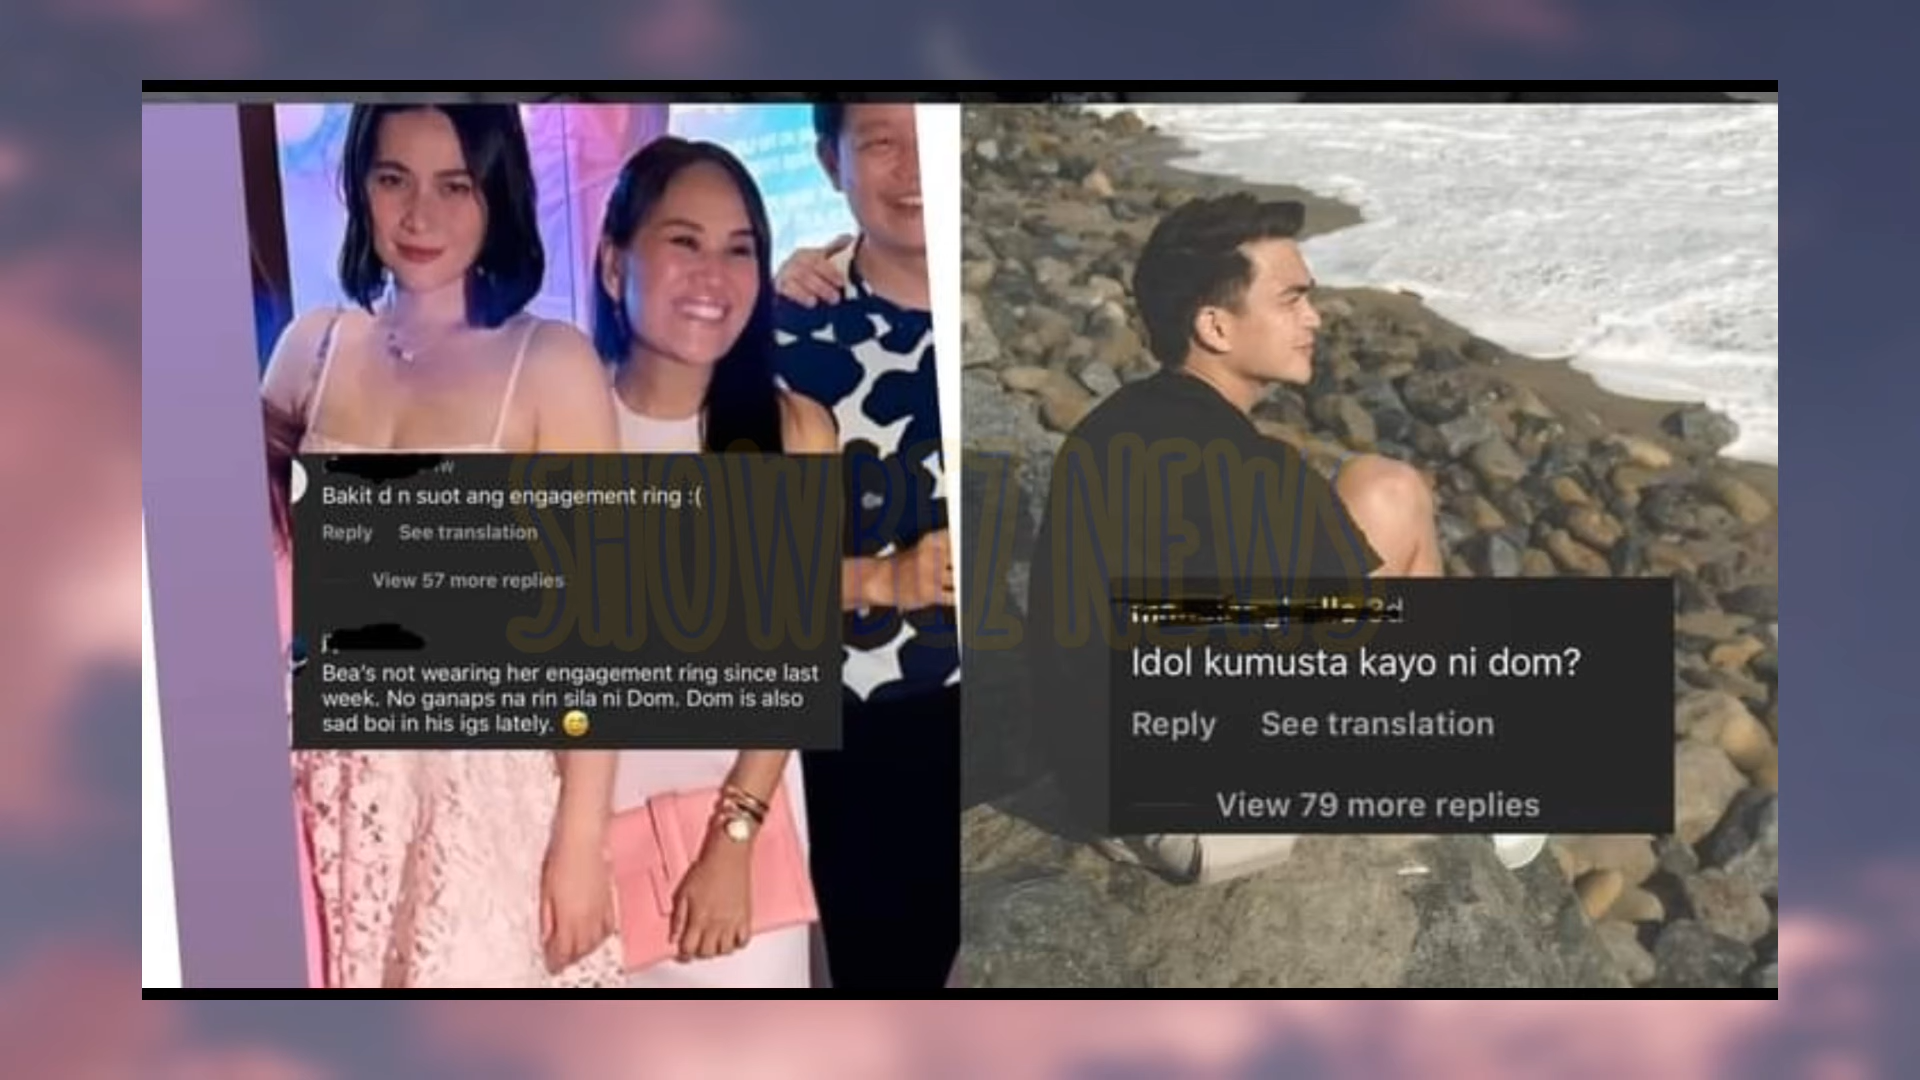 Bakit d n suot ang engagement ring :(
Reply See translation
View 57 more replies
Bea's not wearing her engagement ring since last
week. No ganaps na rin sila ni Dom. Dom is also
sad boi in his igs lately. 😅
SHOWBIZ NEWS
3d
Idol kumusta kayo ni dom?
Reply See translation
View 79 more replies